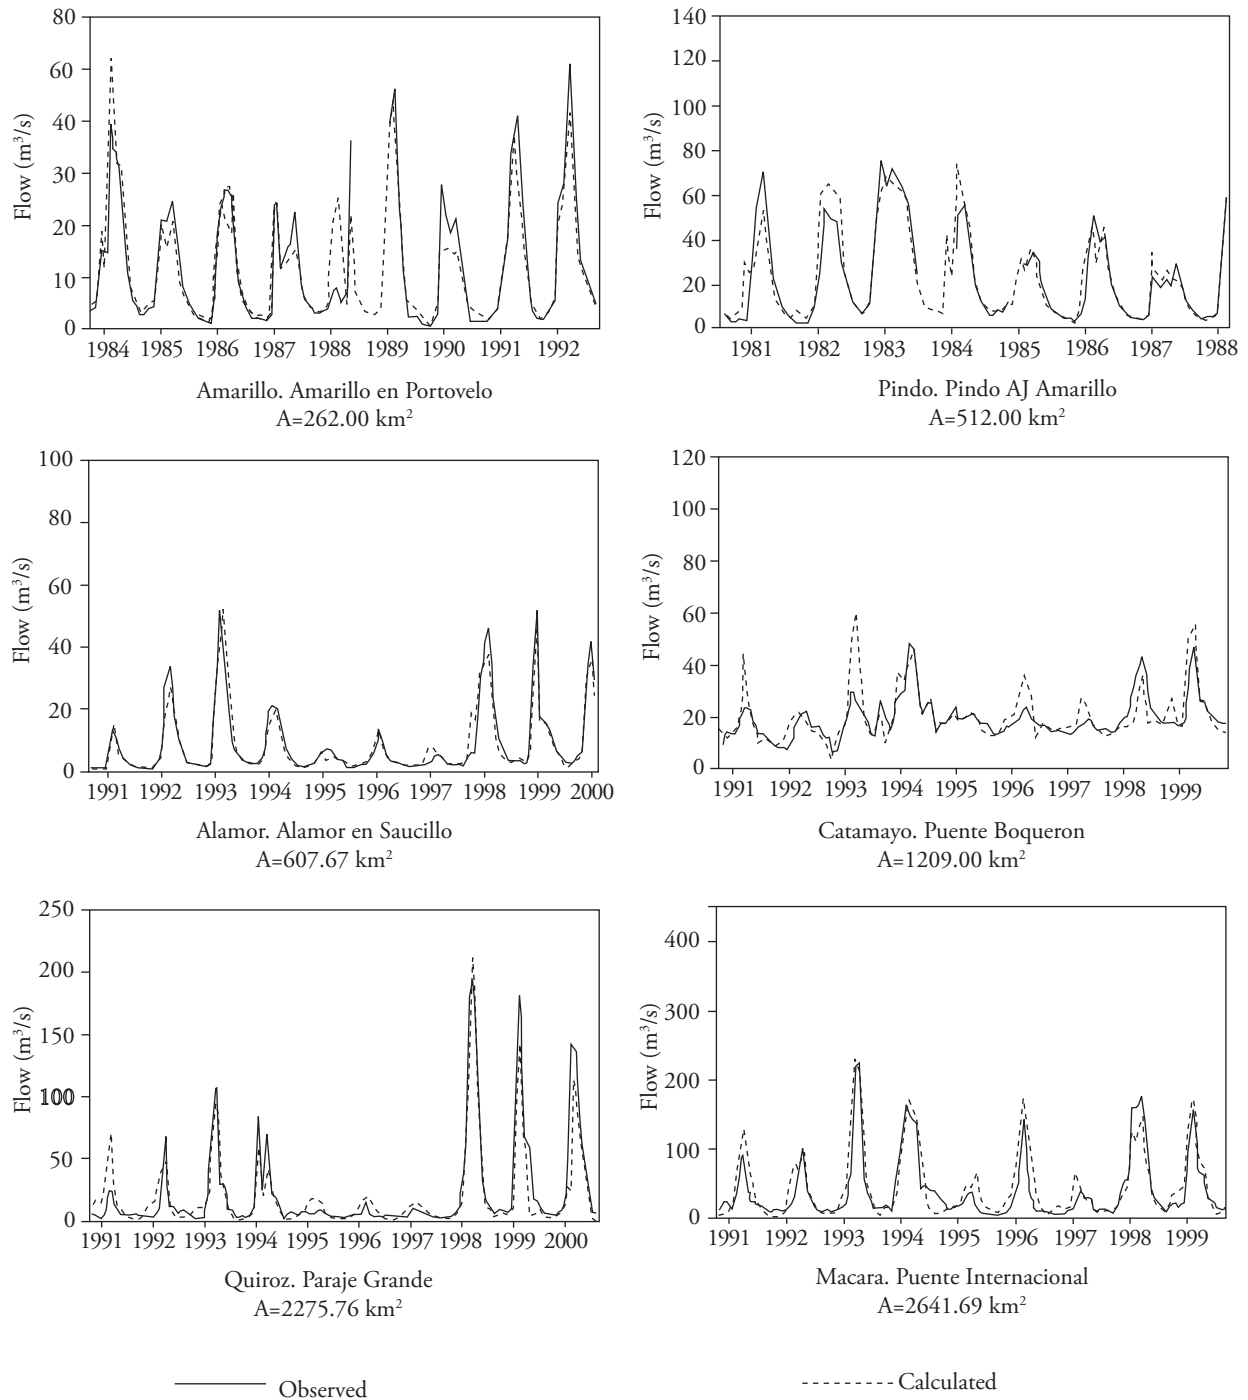 80
60
40
30
20
10
0
Flow (m³/s)
1984 1985 1986 1987 1988 1989 1990 1991 1992
Amarillo. Amarillo en Portovelo
A=262.00 km²
140
120
100
80
60
40
20
0
Flow (m³/s)
1981 1982 1983 1984 1985 1986 1987 1988
Pindo. Pindo AJ Amarillo
A=512.00 km²
100
80
60
40
20
0
Flow (m³/s)
1991 1992 1993 1994 1995 1996 1997 1998 1999 2000
Alamor. Alamor en Saucillo
A=607.67 km²
120
100
80
60
40
20
0
Flow (m³/s)
1991 1992 1993 1994 1995 1996 1997 1998 1999
Catamayo. Puente Boqueron
A=1209.00 km²
250
200
150
100
50
0
Flow (m³/s)
1991 1992 1993 1994 1995 1996 1997 1998 1999 2000
Quiroz. Paraje Grande
A=2275.76 km²
400
300
200
100
0
Flow (m³/s)
1991 1992 1993 1994 1995 1996 1997 1998 1999
Macara. Puente Internacional
A=2641.69 km²
Observed
Calculated